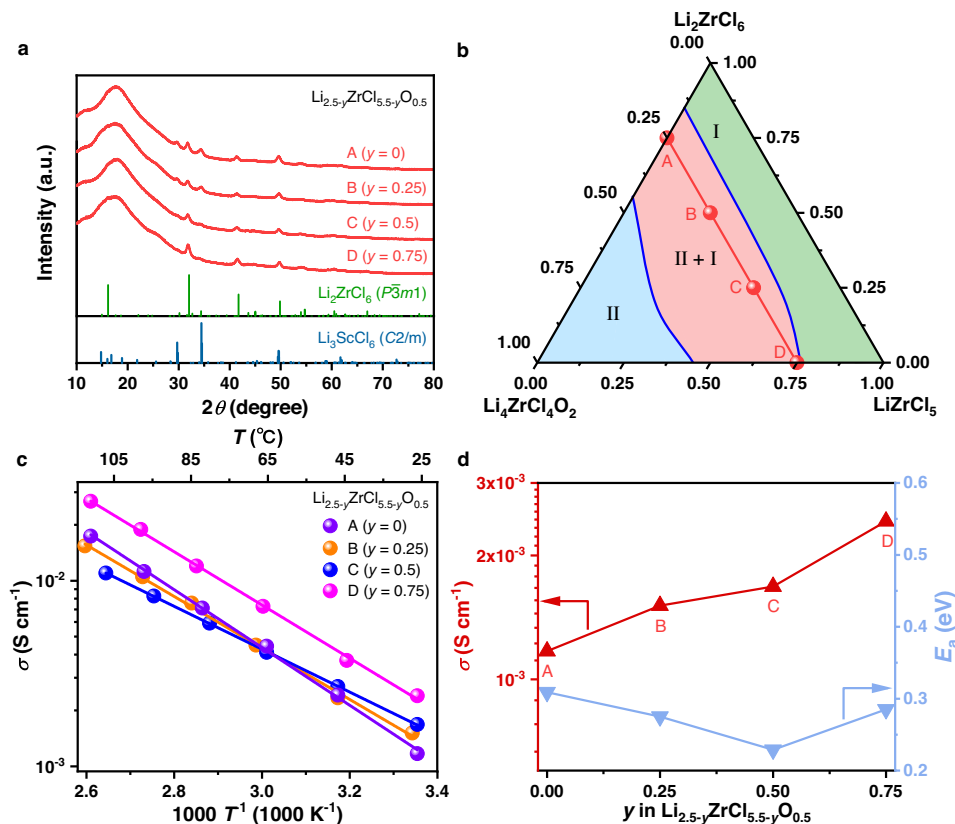 a
Li2.5-yZrCl5.5-yO0.5
A (y = 0)
B (y = 0.25)
C (y = 0.5)
D (y = 0.75)
Li2ZrCl6 (P3̅m1)
Li3ScCl6 (C2/m)
Intensity (a.u.)
10 20 30 40 50 60 70 80
2θ (degree)
b
Li2ZrCl6
0.00 1.00
0.25 0.75
0.50 0.50
0.75 0.25
1.00 0.00
0.00 0.25 0.50 0.75 1.00
Li4ZrCl4O2 LiZrCl5
I
II + I
II
A
B
C
D
c
T (°C)
105 85 65 45 25
Li2.5-yZrCl5.5-yO0.5
A (y = 0)
B (y = 0.25)
C (y = 0.5)
D (y = 0.75)
10-2
10-3
σ (S cm-1)
2.6 2.8 3.0 3.2 3.4
1000 T-1 (1000 K-1)
d
3x10-3
2x10-3
10-3
σ (S cm-1)
A
B
C
D
0.6
0.5
0.4
0.3
0.2
Ea (eV)
0.00 0.25 0.50 0.75
y in Li2.5-yZrCl5.5-yO0.5